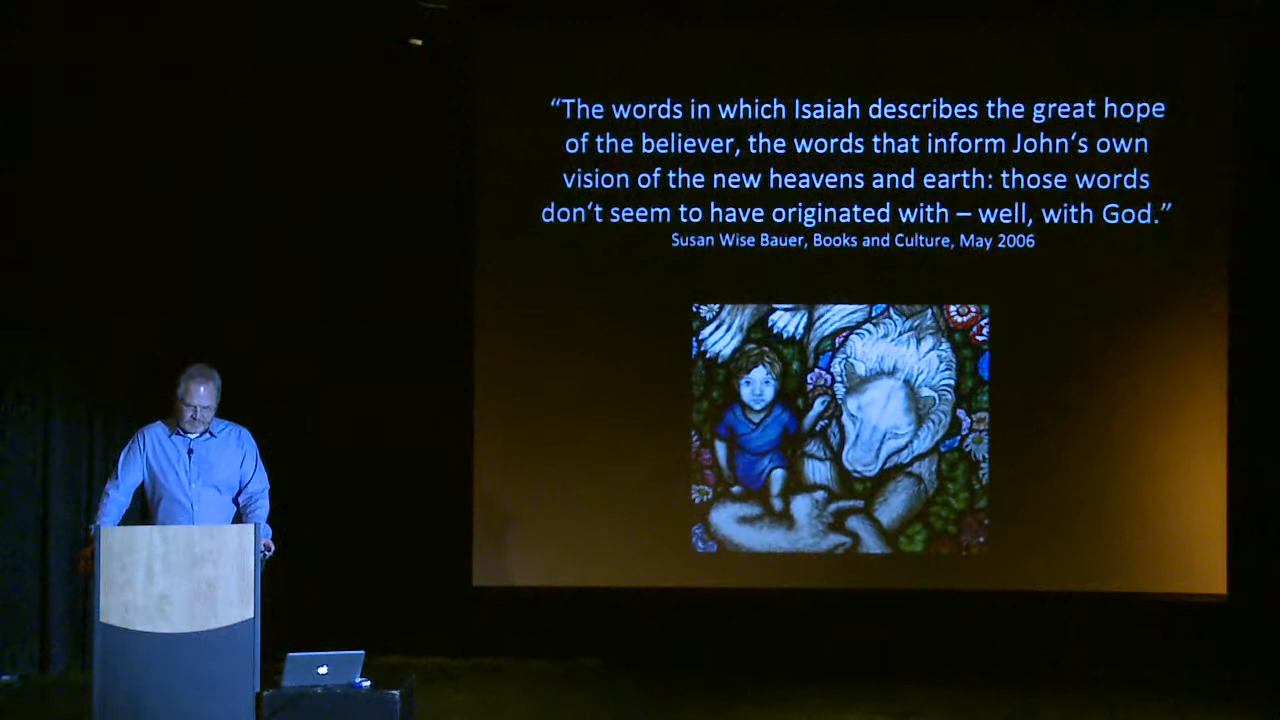 “The words in which Isaiah describes the great hope
of the believer, the words that inform John‘s own
vision of the new heavens and earth: those words
don‘t seem to have originated with – well, with God.”
Susan Wise Bauer, Books and Culture, May 2006